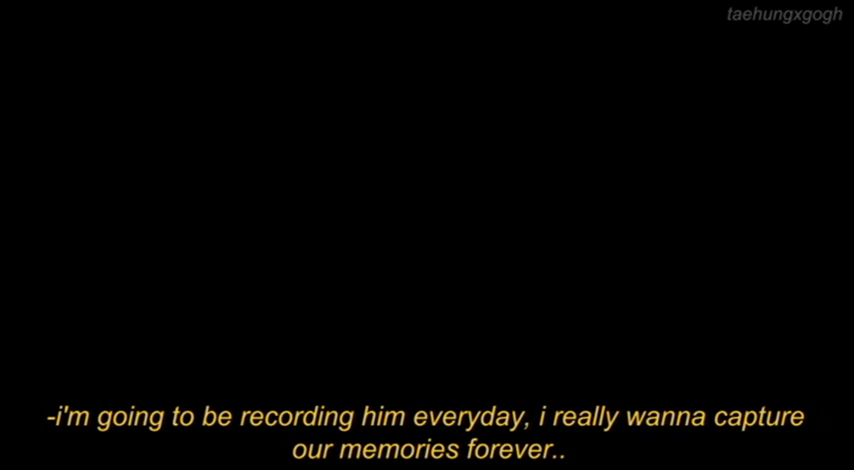 taehungxgogh
-i'm going to be recording him everyday, i really wanna capture
our memories forever..